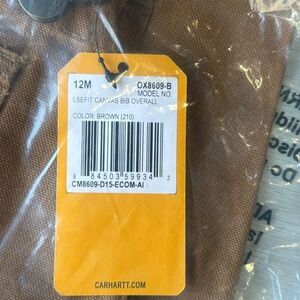 12M
OX8609-B
MODEL NO
LSEFIT CANVAS BIB OVERALL
COLOR: BROWN (210)
8 84503 59934 2
CM8609-D15-ECOM-AI
CARHARTT.COM